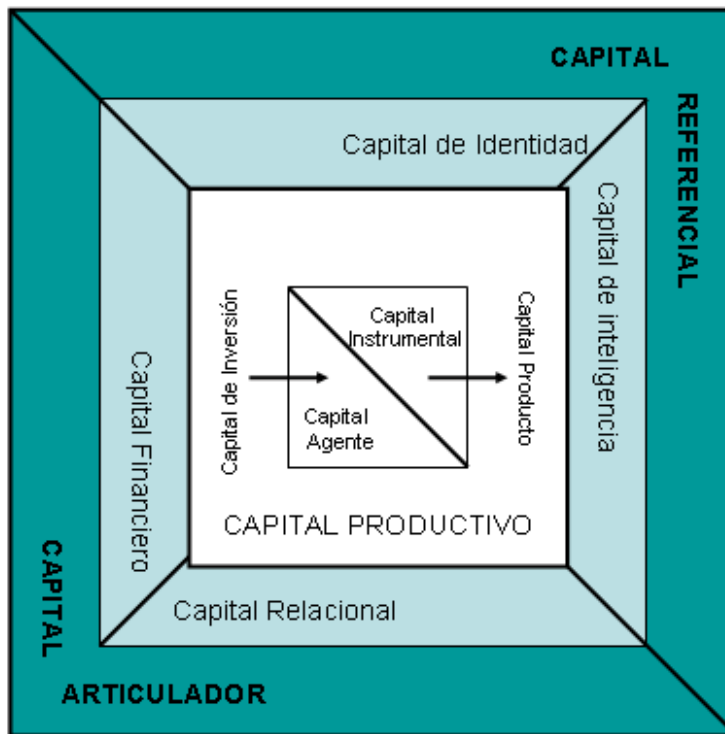 CAPITAL
REFERENCIAL
Capital de Identidad
Capital de inteligencia
Capital de Inversión
Capital
Instrumental
Capital Producto
Capital
Agente
Capital Financiero
CAPITAL PRODUCTIVO
Capital Relacional
CAPITAL
ARTICULADOR